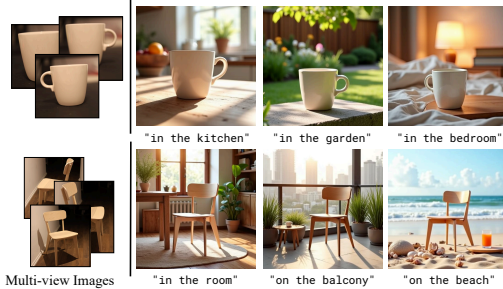 "in the kitchen"
"in the garden"
"in the bedroom"
"in the room"
"on the balcony"
"on the beach"
Multi-view Images